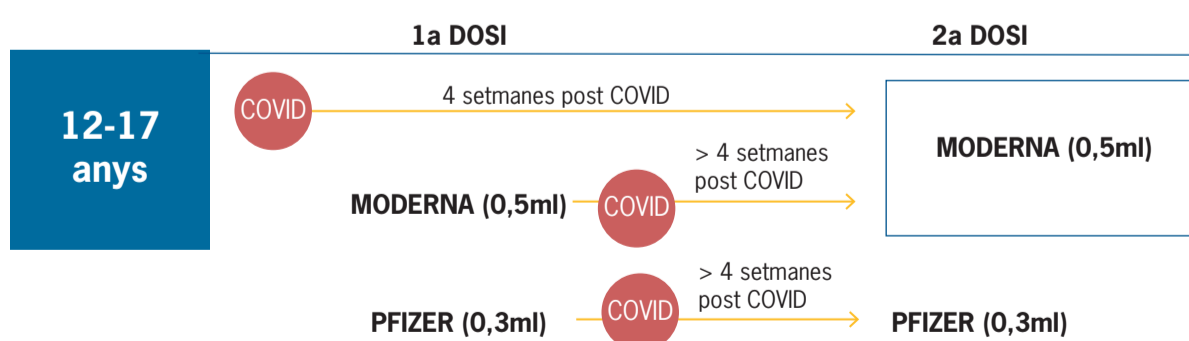 1a DOSI
2a DOSI
12-17
anys
COVID
4 setmanes post COVID
MODERNA (0,5ml)
> 4 setmanes
post COVID
MODERNA (0,5ml)
COVID
> 4 setmanes
post COVID
PFIZER (0,3ml)
COVID
PFIZER (0,3ml)